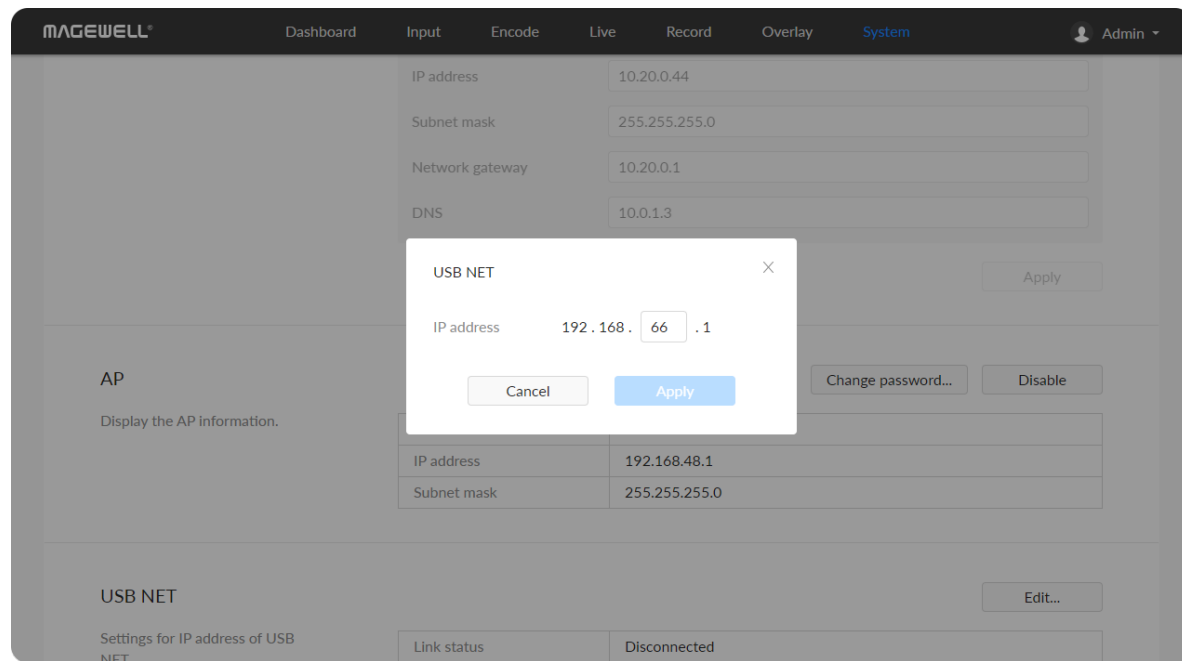 MAGEWELL® Dashboard Input Encode Live Record Overlay System Admin
IP address 10.20.0.44
Subnet mask 255.255.255.0
Network gateway 10.20.0.1
DNS 10.0.1.3
USB NET
Apply
IP address 192 . 168 . 66 . 1
AP
Change password... Disable
Cancel Apply
Display the AP information.
IP address 192.168.48.1
Subnet mask 255.255.255.0
USB NET
Edit...
Settings for IP address of USB
NET
Link status Disconnected